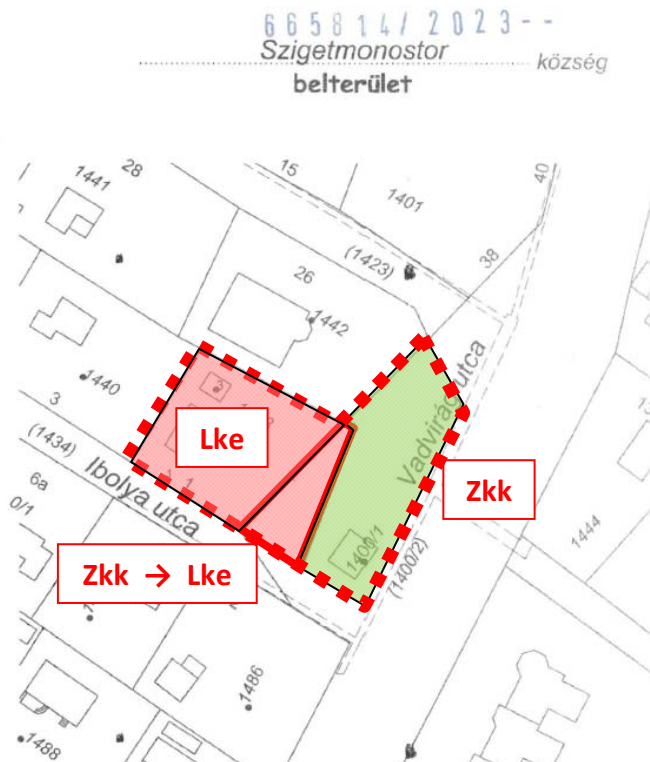 665814/2023--
Szigetmonostor község
belterület
28
1441
15
1401
40
(1423)
38
26
1442
1440
3
Lke
Vadvirág utca
(1434)
Ibolya utca
1
Zkk
6a
0/1
1400/1
(1400/2)
1444
Zkk → Lke
1486
1488